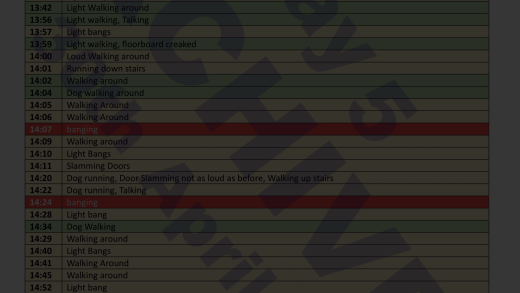 13:42 Light Walking around
13:56 Light walking, Talking
13:57 Light bangs
13:59 Light walking, floorboard creaked
14:00 Loud Walking around
14:01 Running down stairs
14:02 Walking around
14:04 Dog walking around
14:05 Walking Around
14:06 Walking Around
14:07 banging
14:09 Walking around
14:10 Light Bangs
14:11 Slamming Doors
14:20 Dog running, Door Slamming not as loud as before, Walking up stairs
14:22 Dog running, Talking
14:24 banging
14:28 Light bang
14:34 Dog Walking
14:29 Walking around
14:40 Light Bangs
14:41 Walking Around
14:45 Walking around
14:52 Light bang
ay 5
CHIV
April